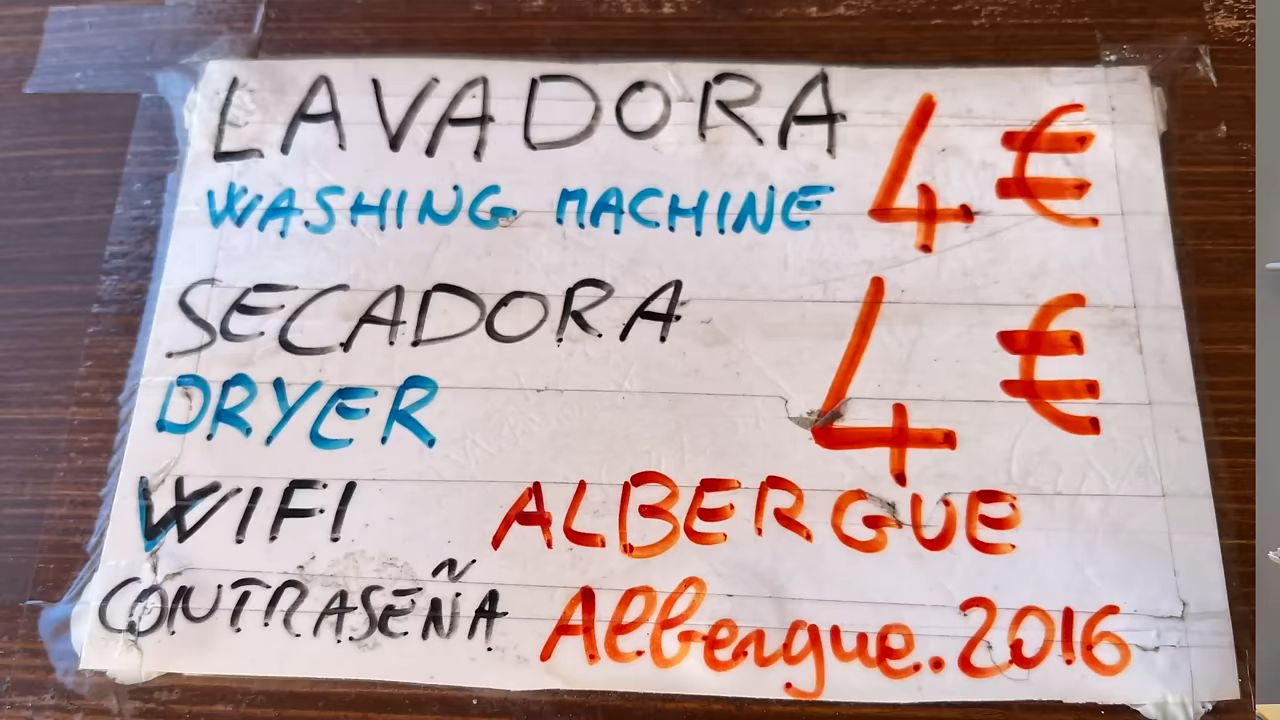 LAVADORA 4 €
WASHING MACHINE
SECADORA 4 €
DRYER
WIFI ALBERGUE
CONTRASEÑA Albergue.2016